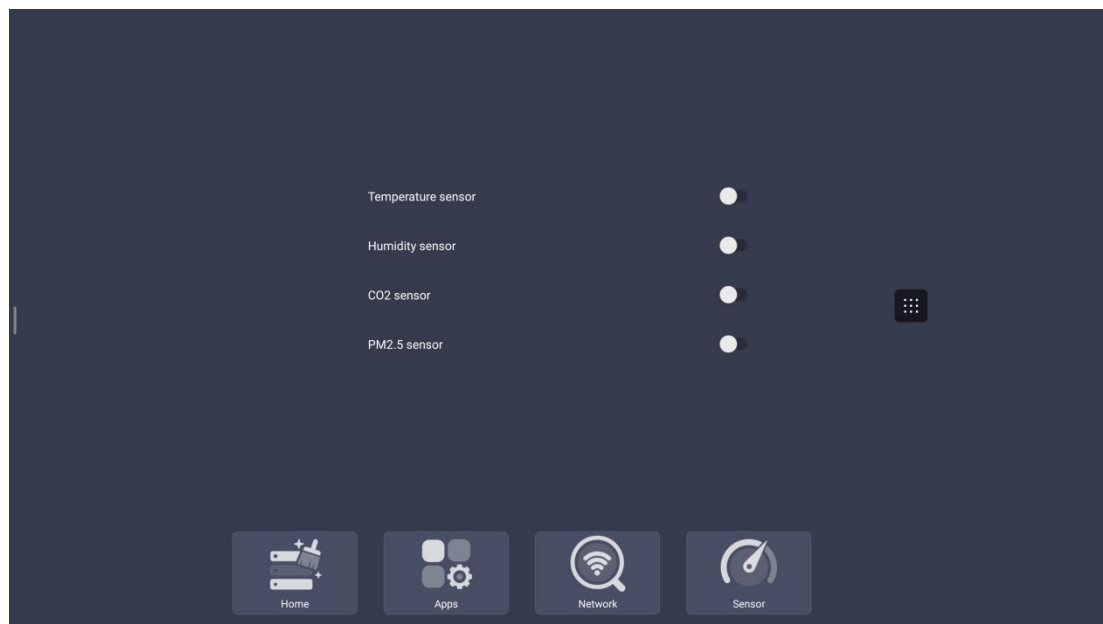 Temperature sensor
Humidity sensor
CO2 sensor
PM2.5 sensor
Home
Apps
Network
Sensor